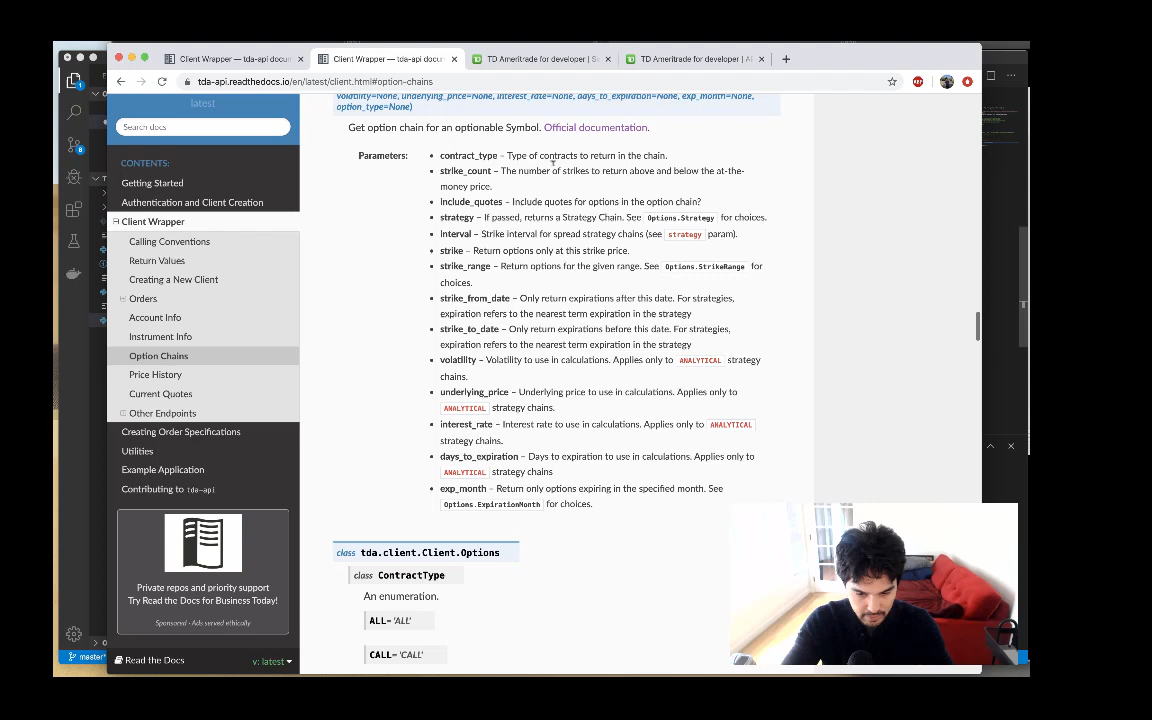 Client Wrapper — tda-api docum
Client Wrapper — tda-api docum
TD Ameritrade for developer | S
TD Ameritrade for developer | A
tda-api.readthedocs.io/en/latest/client.html#option-chains
latest
Search docs
CONTENTS:
Getting Started
Authentication and Client Creation
Client Wrapper
Calling Conventions
Return Values
Creating a New Client
Orders
Account Info
Instrument Info
Option Chains
Price History
Current Quotes
Other Endpoints
Creating Order Specifications
Utilities
Example Application
Contributing to tda-api
Private repos and priority support
Try Read the Docs for Business Today!
Sponsored · Ads served ethically
Read the Docs
v: latest
master*
volatility=None, underlying_price=None, interest_rate=None, days_to_expiration=None, exp_month=None,
option_type=None)
Get option chain for an optionable Symbol. Official documentation.
Parameters:
• contract_type – Type of contracts to return in the chain.
• strike_count – The number of strikes to return above and below the at-the-
money price.
• include_quotes – Include quotes for options in the option chain?
• strategy – If passed, returns a Strategy Chain. See Options.Strategy for choices.
• interval – Strike interval for spread strategy chains (see strategy param).
• strike – Return options only at this strike price.
• strike_range – Return options for the given range. See Options.StrikeRange for
choices.
• strike_from_date – Only return expirations after this date. For strategies,
expiration refers to the nearest term expiration in the strategy
• strike_to_date – Only return expirations before this date. For strategies,
expiration refers to the nearest term expiration in the strategy
• volatility – Volatility to use in calculations. Applies only to ANALYTICAL strategy
chains.
• underlying_price – Underlying price to use in calculations. Applies only to
ANALYTICAL strategy chains.
• interest_rate – Interest rate to use in calculations. Applies only to ANALYTICAL
strategy chains.
• days_to_expiration – Days to expiration to use in calculations. Applies only to
ANALYTICAL strategy chains
• exp_month – Return only options expiring in the specified month. See
Options.ExpirationMonth for choices.
class tda.client.Client.Options
class ContractType
An enumeration.
ALL= 'ALL'
CALL= 'CALL'